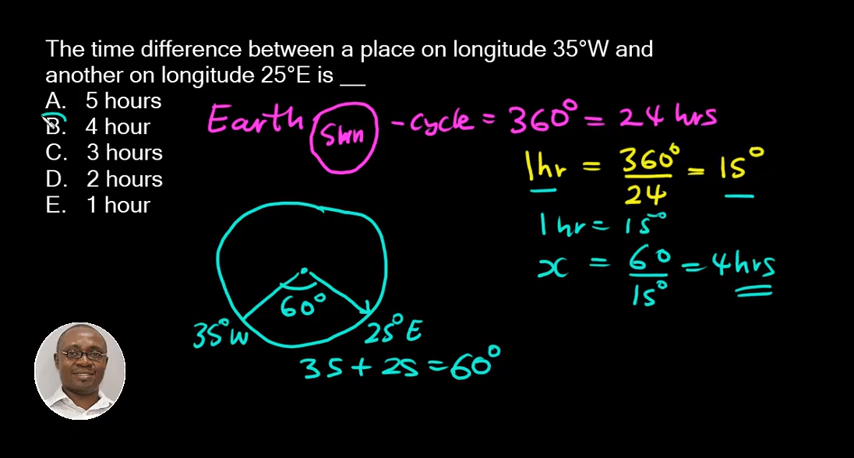 The time difference between a place on longitude 35°W and
another on longitude 25°E is __
A. 5 hours
B. 4 hour
C. 3 hours
D. 2 hours
E. 1 hour
Earth Sun - cycle = 360° = 24 hrs
1hr = 360°/24 = 15°
1 hr = 15°
x = 60/15° = 4hrs
60°
35°W 25°E
35 + 25 = 60°